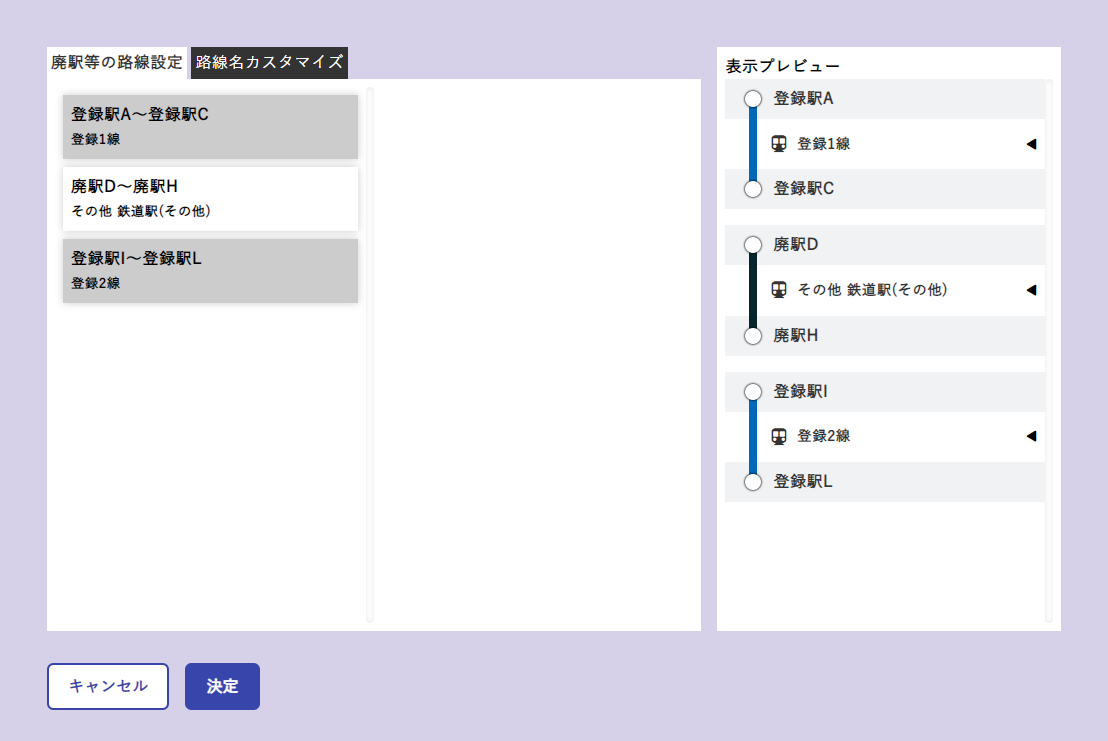 廃駅等の路線設定
路線名カスタマイズ
登録駅A～登録駅C
登録1線
廃駅D～廃駅H
その他 鉄道駅(その他)
登録駅I～登録駅L
登録2線
表示プレビュー
登録駅A
登録1線
登録駅C
廃駅D
その他 鉄道駅(その他)
廃駅H
登録駅I
登録2線
登録駅L
キャンセル
決定